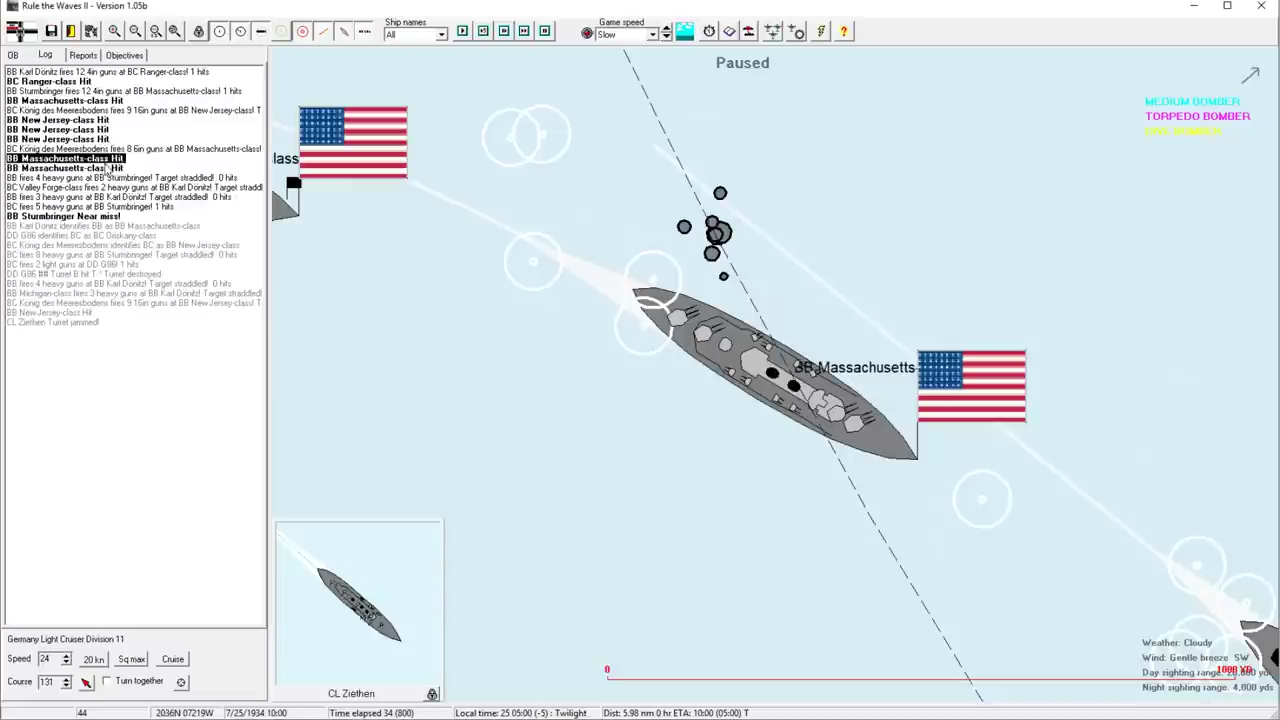 Rule the Waves II - Version 1.05b
Ship names
All
Game speed
Slow
OB Log Reports Objectives
BB Karl Dönitz fires 12 4in guns at BC Ranger-class! 1 hits
BC Ranger-class Hit
BB Sturmbringer fires 12 4in guns at BB Massachusetts-class! 1 hits
BB Massachusetts-class Hit
BC König des Meeresbodens fires 9 16in guns at BB New Jersey-class! T
BB New Jersey-class Hit
BB New Jersey-class Hit
BB New Jersey-class Hit
BC König des Meeresbodens fires 8 6in guns at BB Massachusetts-class!
BB Massachusetts-class Hit
BB Massachusetts-class Hit
BB fires 4 heavy guns at BB Sturmbringer! Target straddled! 0 hits
BC Valley Forge-class fires 2 heavy guns at BB Karl Dönitz! Target straddl
BB fires 3 heavy guns at BB Karl Dönitz! Target straddled! 0 hits
BC fires 5 heavy guns at BB Sturmbringer! 1 hits
BB Sturmbringer Near miss!
BB Karl Dönitz identifies BB as BB Massachusetts-class
DD G86 identifies BC as BC Oriskany-class
BC König des Meeresbodens identifies BC as BB New Jersey-class
BC fires 8 heavy guns at BB Sturmbringer! Target straddled! 0 hits
BC fires 2 light guns at DD G86! 1 hits
DD G86 ## Turret B hit T * Turret destroyed
BB fires 4 heavy guns at BB Karl Dönitz! Target straddled! 0 hits
BB Michigan-class fires 3 heavy guns at BB Karl Dönitz! Target straddled!
BC König des Meeresbodens fires 9 16in guns at BB New Jersey-class! T
BB New Jersey-class Hit
CL Ziethen Turret jammed!
Paused
MEDIUM BOMBER
TORPEDO BOMBER
DIVE BOMBER
lass
BB Massachusetts-
CL Ziethen
Weather: Cloudy
Wind: Gentle breeze SW
Day sighting range: 20,000 yds
Night sighting range: 4,000 yds
0 1000 YD
Germany Light Cruiser Division 11
Speed 24 20 kn Sq max Cruise
Course 131 Turn together
44 2036N 07219W 7/25/1934 10:00 Time elapsed 34 (800) Local time: 25 05:00 (-5) : Twilight Dist: 5.98 nm 0 hr ETA: 10:00 (05:00) T